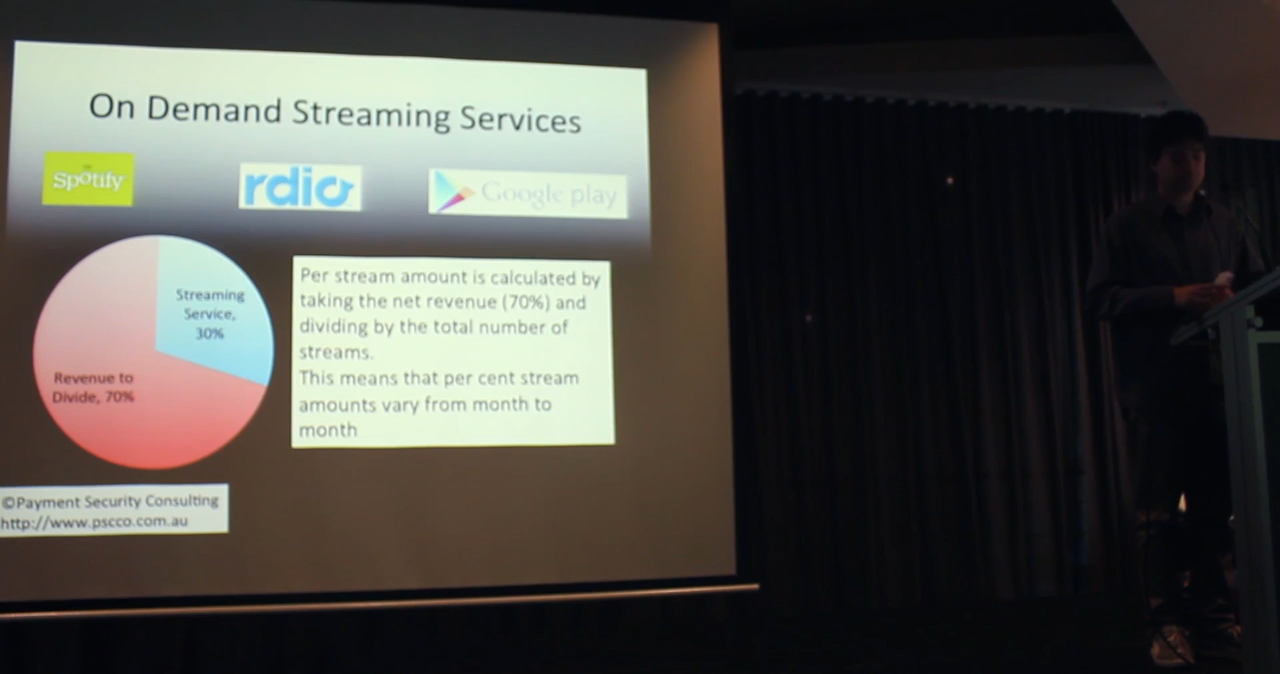 On Demand Streaming Services
Spotify
rdio
Google play
Streaming
Service,
30%
Revenue to
Divide, 70%
Per stream amount is calculated by
taking the net revenue (70%) and
dividing by the total number of
streams.
This means that per cent stream
amounts vary from month to
month
©Payment Security Consulting
http://www.pscco.com.au